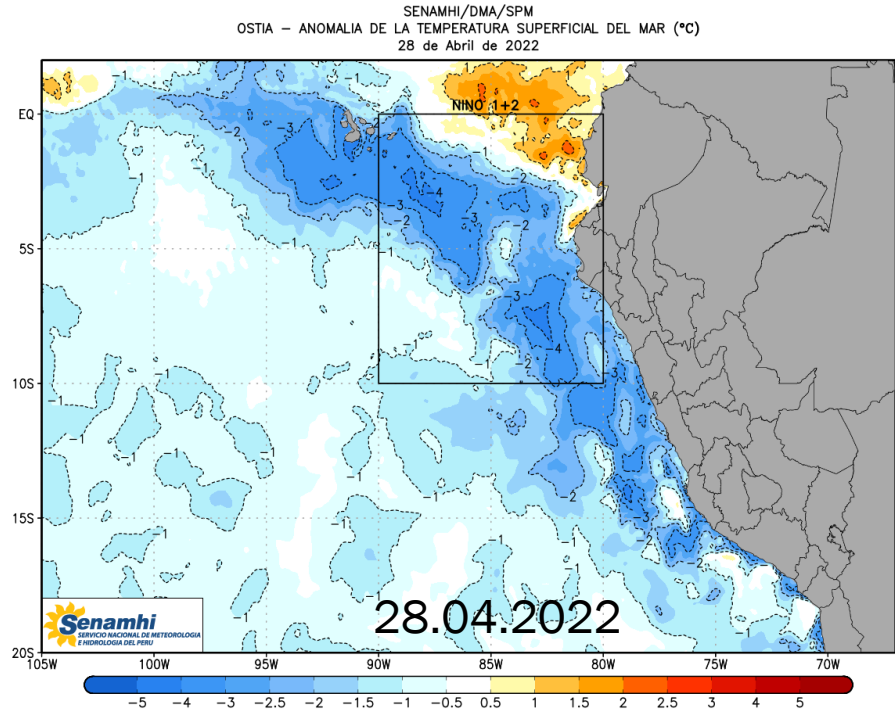 SENAMHI/DMA/SPM
OSTIA – ANOMALIA DE LA TEMPERATURA SUPERFICIAL DEL MAR (°C)
28 de Abril de 2022
NINO 1+2
EQ
5S
10S
15S
20S
105W 100W 95W 90W 85W 80W 75W 70W
28.04.2022
Senamhi
SERVICIO NACIONAL DE METEOROLOGIA
E HIDROLOGIA DEL PERU
-5 -4 -3 -2.5 -2 -1.5 -1 -0.5 0.5 1 1.5 2 2.5 3 4 5